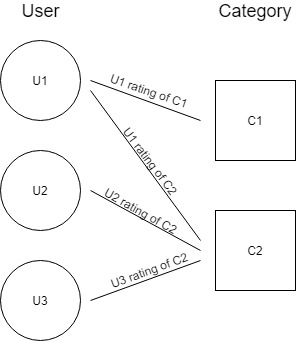 User
Category
U1
U1 rating of C1
C1
U1 rating of C2
U2
U2 rating of C2
C2
U3 rating of C2
U3